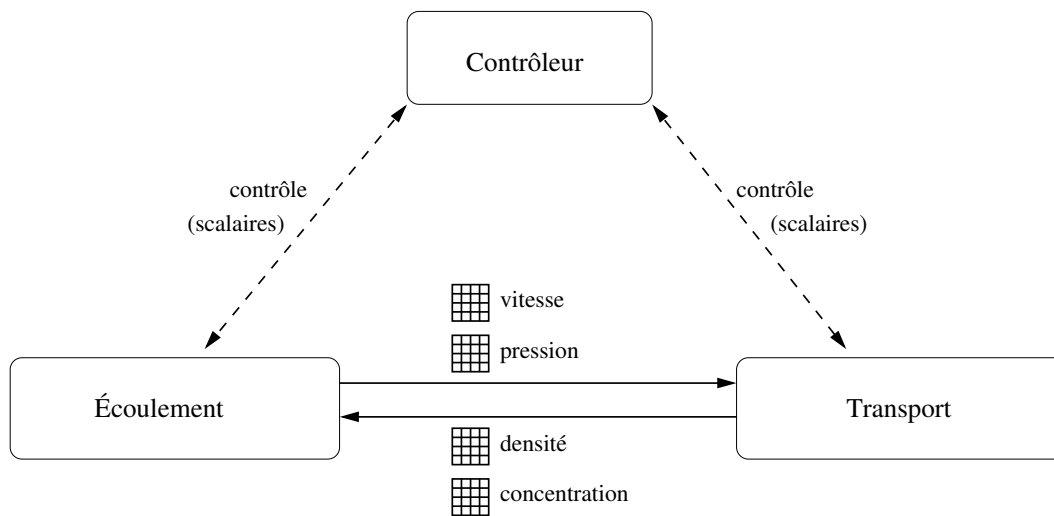 Contrôleur
contrôle
(scalaires)
contrôle
(scalaires)
vitesse
pression
Écoulement
Transport
densité
concentration